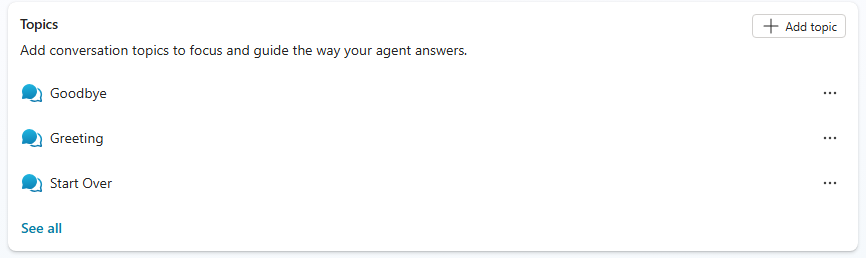 Topics
Add topic
Add conversation topics to focus and guide the way your agent answers.
Goodbye
Greeting
Start Over
See all